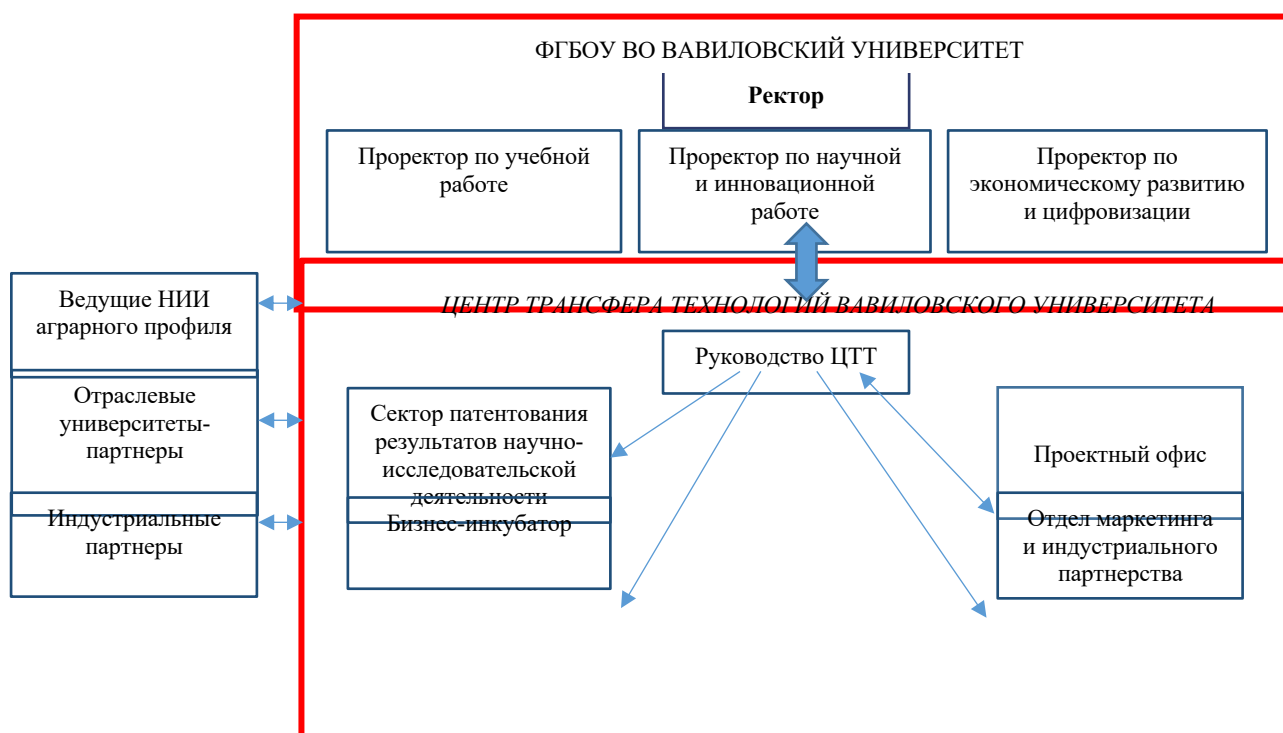 ФГБОУ ВО ВАВИЛОВСКИЙ УНИВЕРСИТЕТ
Ректор
Проректор по учебной
работе
Проректор по научной
и инновационной
работе
Проректор по
экономическому развитию
и цифровизации
Ведущие НИИ
аграрного профиля
Отраслевые
университеты-
партнеры
Индустриальные
партнеры
ЦЕНТР ТРАНСФЕРА ТЕХНОЛОГИЙ ВАВИЛОВСКОГО УНИВЕРСИТЕТА
Руководство ЦТТ
Сектор патентования
результатов научно-
исследовательской
деятельности
Бизнес-инкубатор
Проектный офис
Отдел маркетинга
и индустриального
партнерства